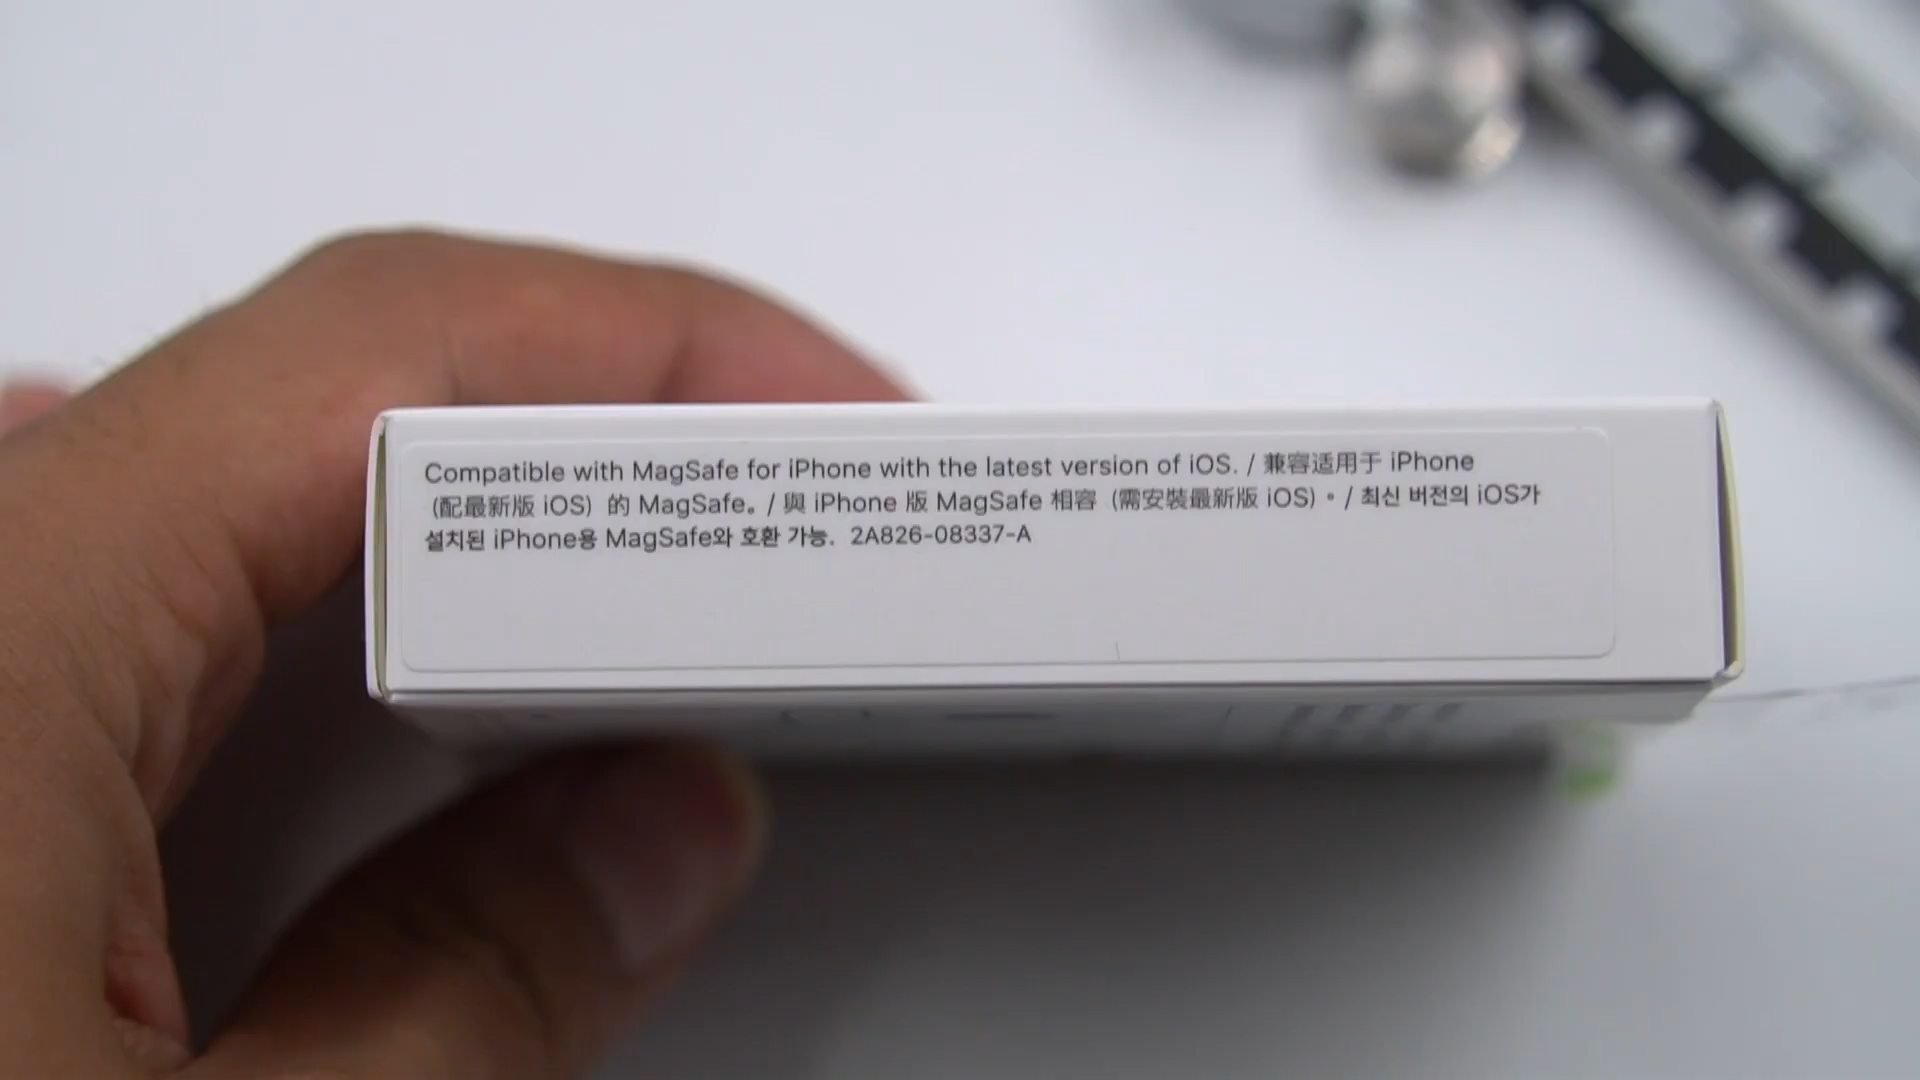 Compatible with MagSafe for iPhone with the latest version of iOS. / 兼容适用于 iPhone
(配最新版 iOS) 的 MagSafe。/ 與 iPhone 版 MagSafe 相容 (需安裝最新版 iOS)。/ 최신 버전의 iOS가
설치된 iPhone용 MagSafe와 호환 가능. 2A826-08337-A